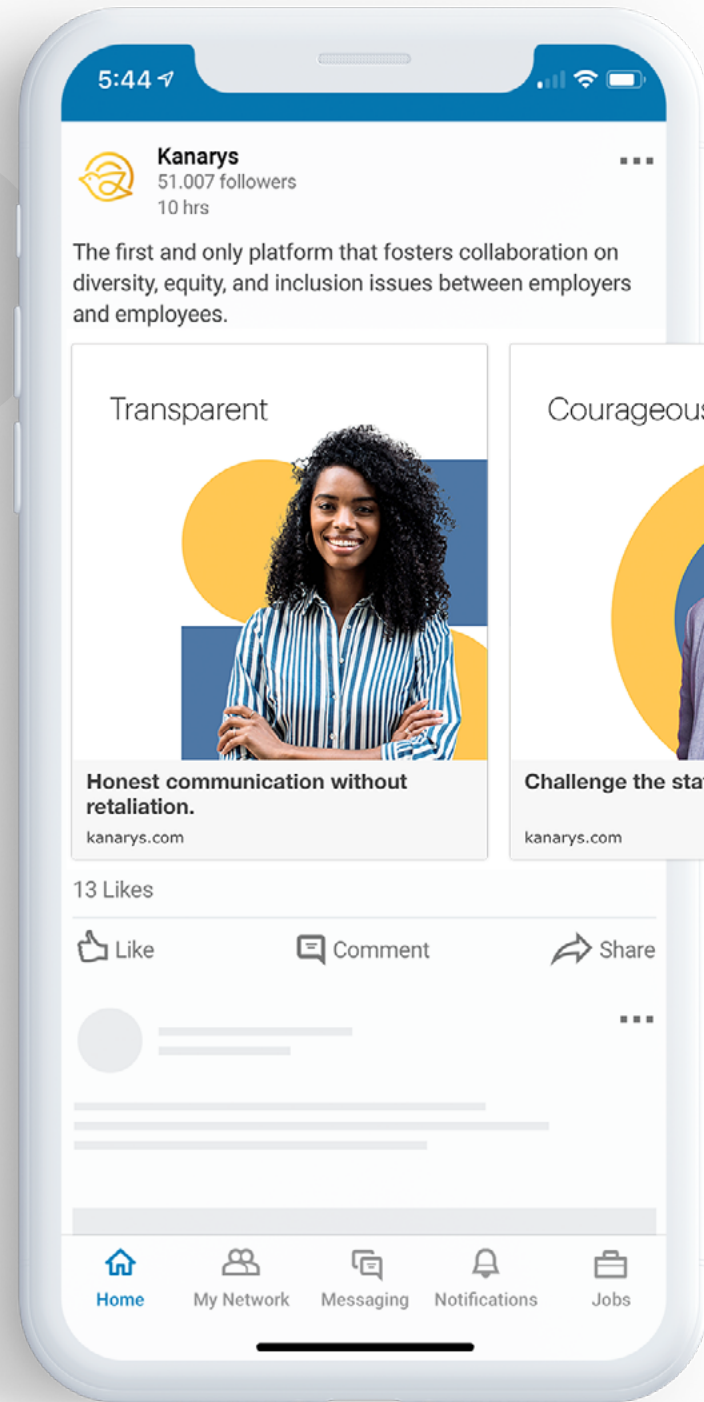 5:44
Kanarys
51.007 followers
10 hrs
The first and only platform that fosters collaboration on
diversity, equity, and inclusion issues between employers
and employees.
Transparent
Honest communication without
retaliation.
kanarys.com
Courageous
Challenge the
kanarys.com
13 Likes
Like
Comment
Share
Home
My Network
Messaging
Notifications
Jobs